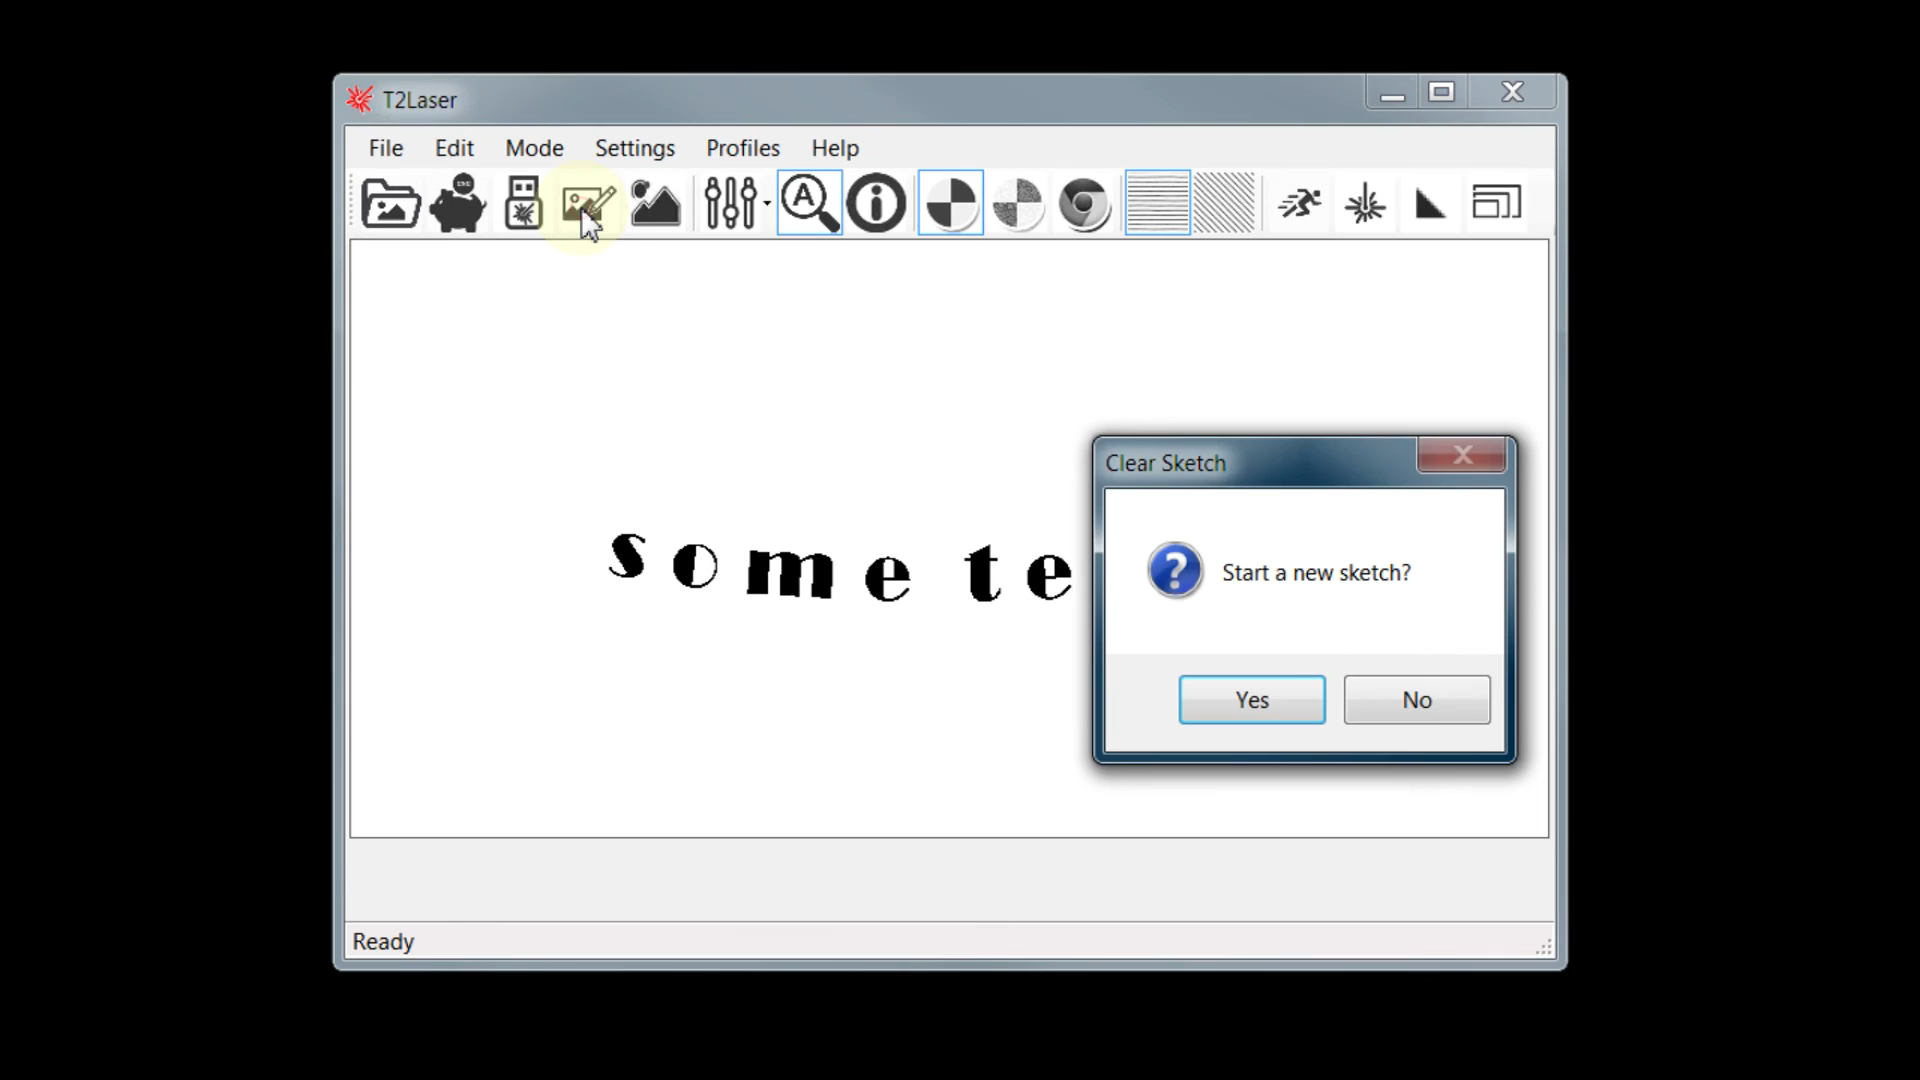 T2Laser
File Edit Mode Settings Profiles Help
Clear Sketch
some te
Start a new sketch?
Yes No
Ready